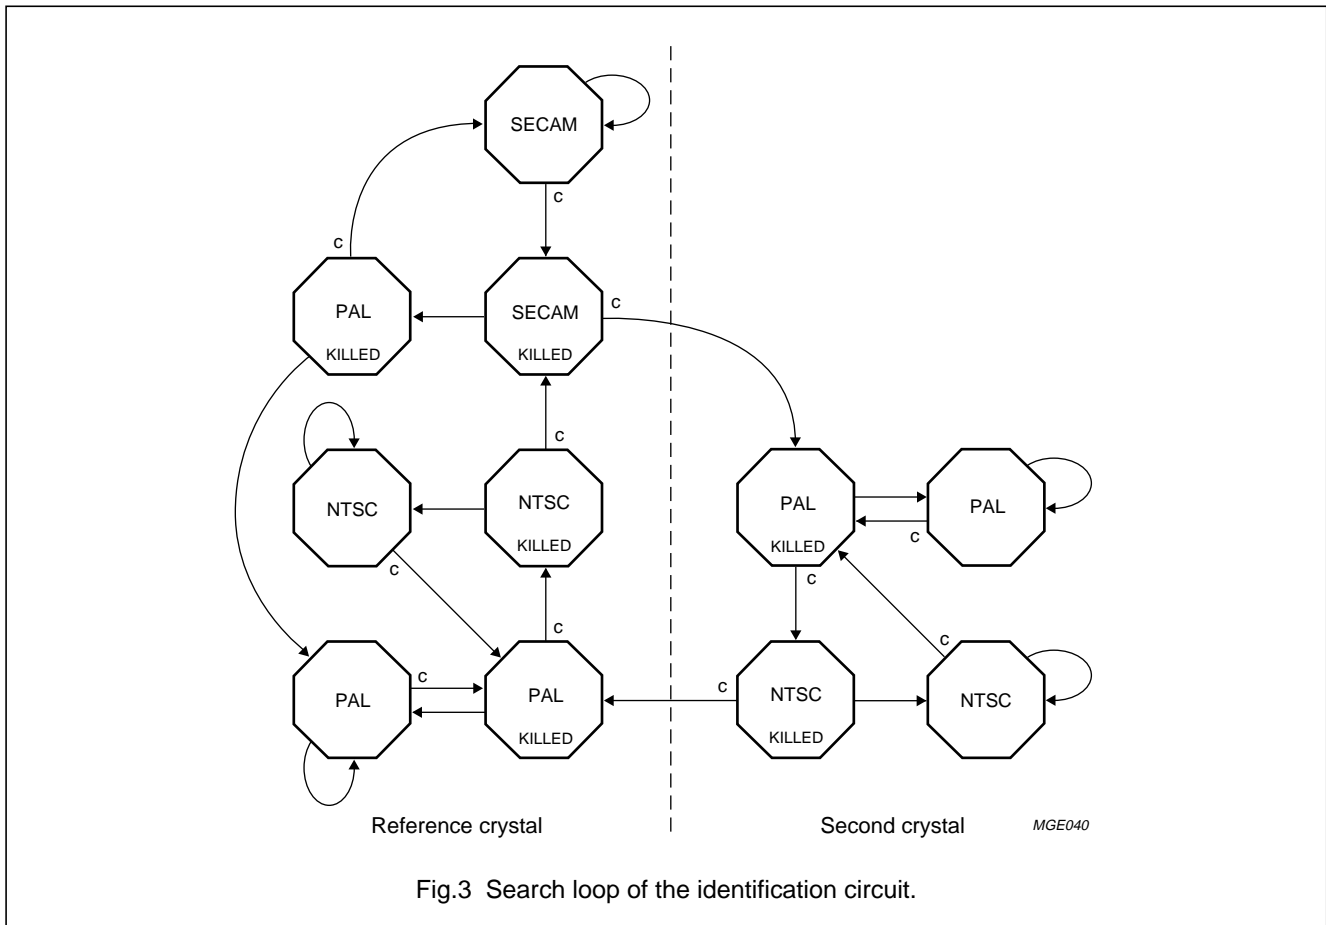 SECAM
c
c
PAL
KILLED
SECAM
KILLED
c
c
NTSC
NTSC
KILLED
c
c
PAL
c
PAL
KILLED
PAL
KILLED
c
PAL
c
c
NTSC
KILLED
c
NTSC
Reference crystal
Second crystal
MGE040
Fig.3 Search loop of the identification circuit.